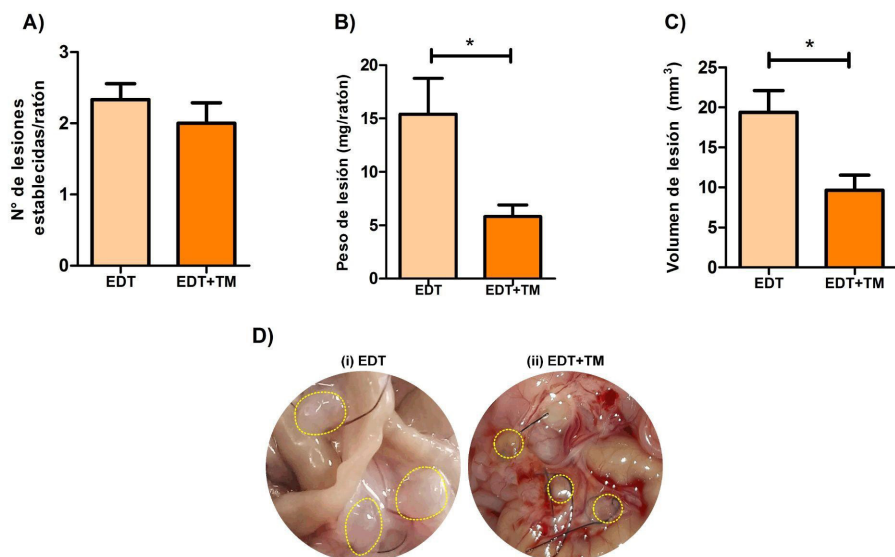 A)
N° de lesiones
establecidas/ratón
3
2
1
0
EDT
EDT+TM
B)
Peso de lesión (mg/ratón)
20
15
10
5
0
*
EDT
EDT+TM
C)
Volumen de lesión (mm³)
25
20
15
10
5
0
*
EDT
EDT+TM
D)
(i) EDT
(ii) EDT+TM